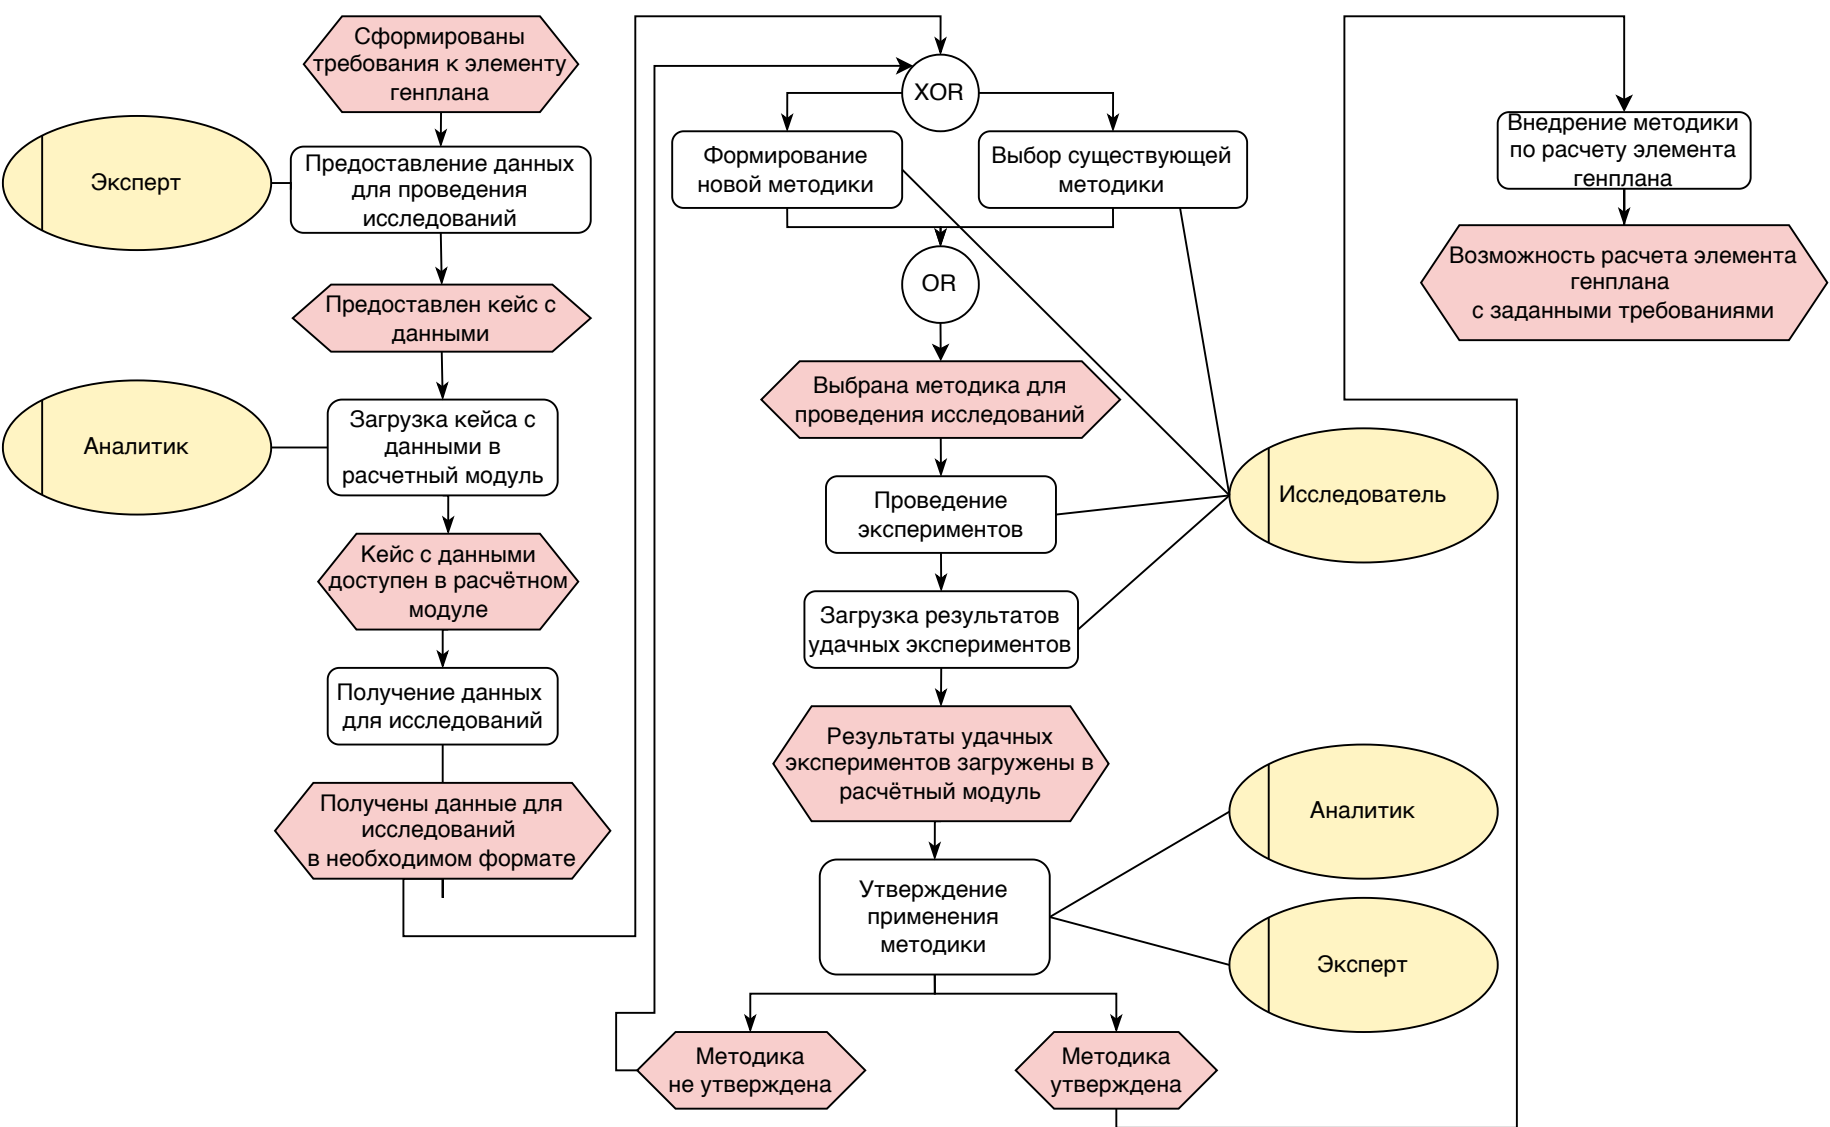 Сформированы
требования к элементу
генплана
Эксперт
Предоставление данных
для проведения
исследований
Предоставлен кейс с
данными
Аналитик
Загрузка кейса с
данными в
расчетный модуль
Кейс с данными
доступен в расчётном
модуле
Получение данных
для исследований
Получены данные для
исследований
в необходимом формате
XOR
Формирование
новой методики
Выбор существующей
методики
OR
Выбрана методика для
проведения исследований
Проведение
экспериментов
Исследователь
Загрузка результатов
удачных экспериментов
Результаты удачных
экспериментов загружены в
расчётный модуль
Аналитик
Утверждение
применения
методики
Эксперт
Методика
не утверждена
Методика
утверждена
Внедрение методики
по расчету элемента
генплана
Возможность расчета элемента
генплана
с заданными требованиями